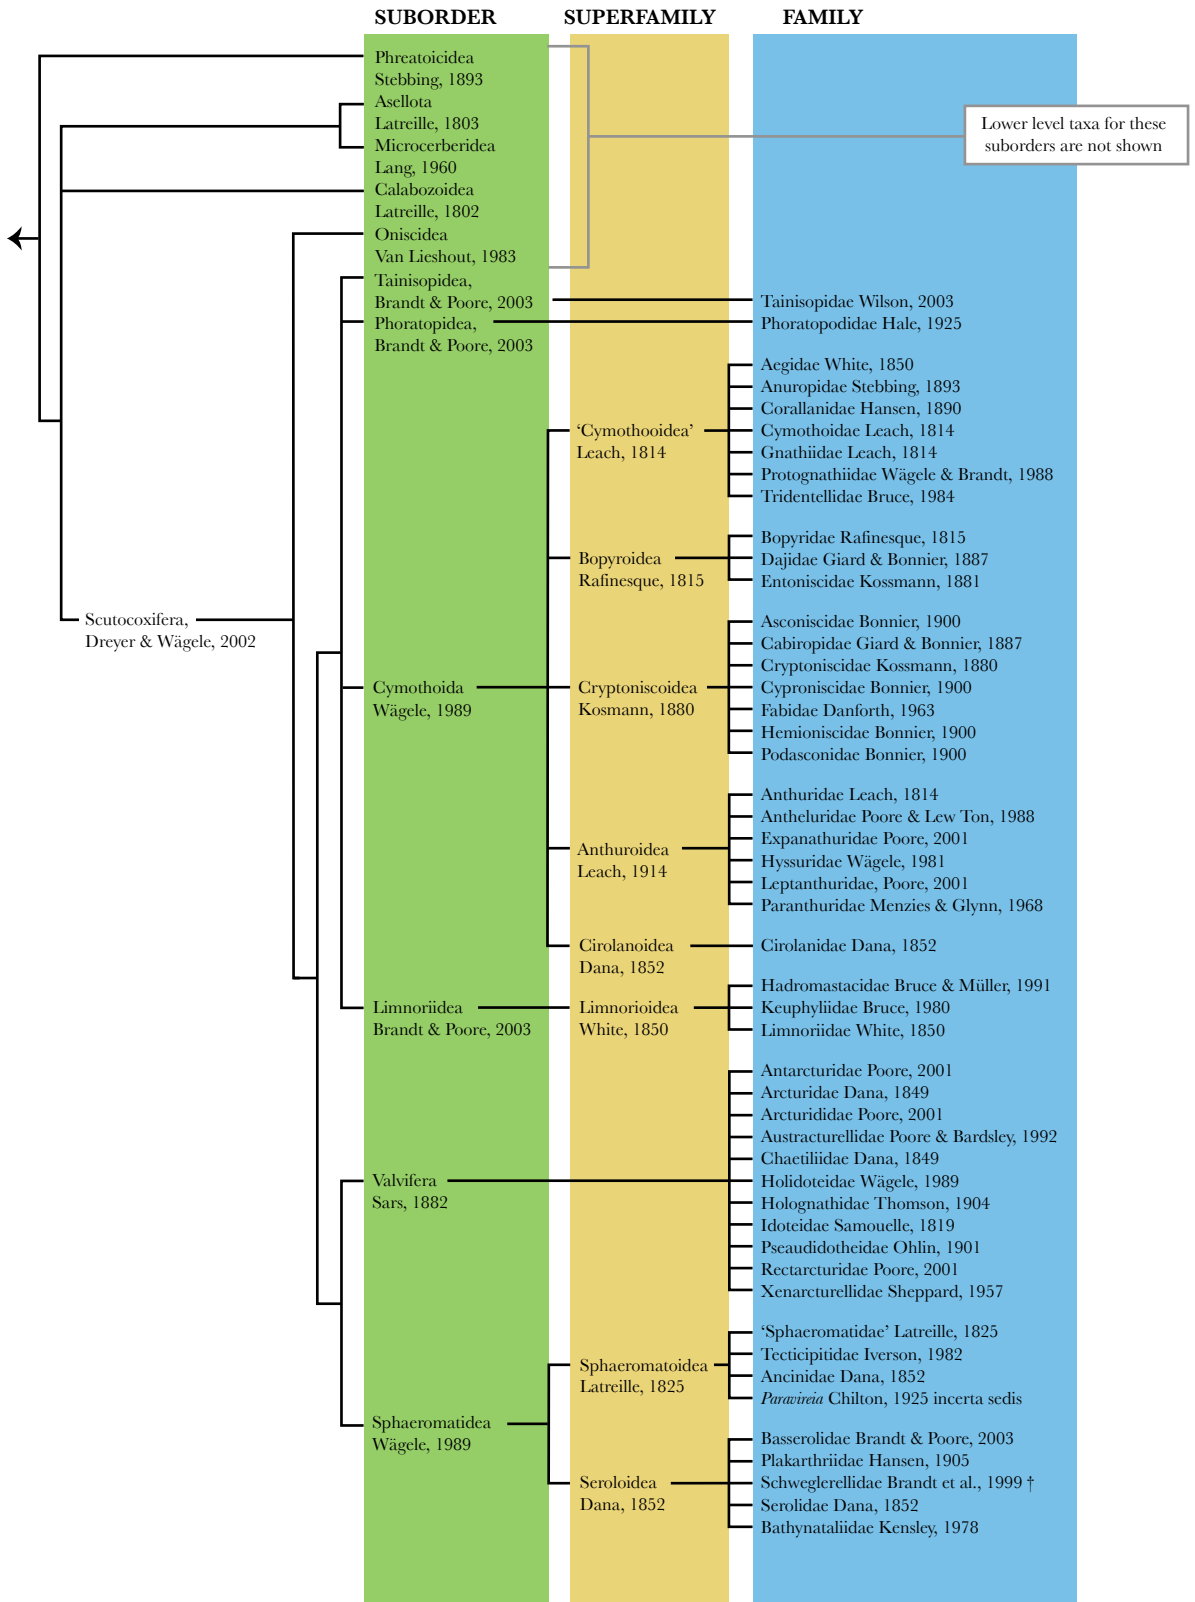 SUBORDER
SUPERFAMILY
FAMILY
Phreatoicidea
Stebbing, 1893
Asellota
Latreille, 1803
Microcerberidea
Lang, 1960
Calabozoidea
Latreille, 1802
Oniscidea
Van Lieshout, 1983
Lower level taxa for these
suborders are not shown
Tainisopidea,
Brandt & Poore, 2003
Tainisopidae Wilson, 2003
Phoratopidea,
Brandt & Poore, 2003
Phoratopodidae Hale, 1925
Scutocoxifera,
Dreyer & Wägele, 2002
Cymothoida
Wägele, 1989
‘Cymothooidea’
Leach, 1814
Aegidae White, 1850
Anuropidae Stebbing, 1893
Corallanidae Hansen, 1890
Cymothoidae Leach, 1814
Gnathiidae Leach, 1814
Protognathiidae Wägele & Brandt, 1988
Tridentellidae Bruce, 1984
Bopyroidea
Rafinesque, 1815
Bopyridae Rafinesque, 1815
Dajidae Giard & Bonnier, 1887
Entoniscidae Kossmann, 1881
Cryptoniscoidea
Kosmann, 1880
Asconiscidae Bonnier, 1900
Cabiropidae Giard & Bonnier, 1887
Cryptoniscidae Kossmann, 1880
Cyproniscidae Bonnier, 1900
Fabidae Danforth, 1963
Hemioniscidae Bonnier, 1900
Podasconidae Bonnier, 1900
Anthuroidea
Leach, 1914
Anthuridae Leach, 1814
Antheluridae Poore & Lew Ton, 1988
Expanathuridae Poore, 2001
Hyssuridae Wägele, 1981
Leptanthuridae, Poore, 2001
Paranthuridae Menzies & Glynn, 1968
Cirolanoidea
Dana, 1852
Cirolanidae Dana, 1852
Limnoriidea
Brandt & Poore, 2003
Limnorioidea
White, 1850
Hadromastacidae Bruce & Müller, 1991
Keuphyliidae Bruce, 1980
Limnoriidae White, 1850
Valvifera
Sars, 1882
Antarcturidae Poore, 2001
Arcturidae Dana, 1849
Arcturididae Poore, 2001
Austracturellidae Poore & Bardsley, 1992
Chaetiliidae Dana, 1849
Holidoteidae Wägele, 1989
Holognathidae Thomson, 1904
Idoteidae Samouelle, 1819
Pseaudidotheidae Ohlin, 1901
Rectarcturidae Poore, 2001
Xenarcturellidae Sheppard, 1957
Sphaeromatidea
Wägele, 1989
Sphaeromatoidea
Latreille, 1825
‘Sphaeromatidae’ Latreille, 1825
Tecticipitidae Iverson, 1982
Ancinidae Dana, 1852
Paravireia Chilton, 1925 incerta sedis
Seroloidea
Dana, 1852
Basserolidae Brandt & Poore, 2003
Plakarthriidae Hansen, 1905
Schweglerellidae Brandt et al., 1999 †
Serolidae Dana, 1852
Bathynataliidae Kensley, 1978